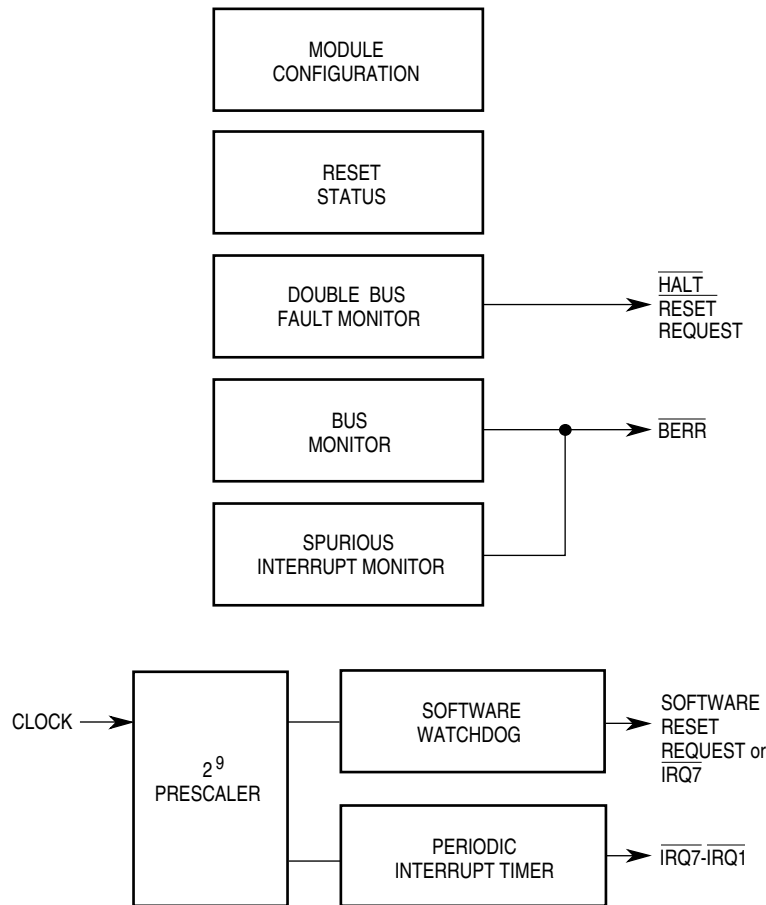 MODULE
CONFIGURATION
RESET
STATUS
DOUBLE BUS
FAULT MONITOR
HALT
RESET
REQUEST
BUS
MONITOR
BERR
SPURIOUS
INTERRUPT MONITOR
CLOCK
2⁹
PRESCALER
SOFTWARE
WATCHDOG
SOFTWARE
RESET
REQUEST or
IRQ7
PERIODIC
INTERRUPT TIMER
IRQ7-IRQ1